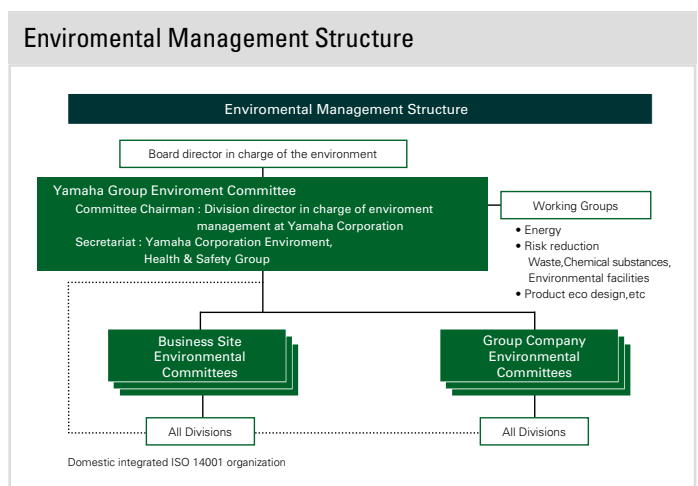 Enviromental Management Structure
Enviromental Management Structure
Board director in charge of the environment
Yamaha Group Enviroment Committee
Committee Chairman : Division director in charge of enviroment
management at Yamaha Corporation
Secretariat : Yamaha Corporation Enviroment,
Health & Safety Group
Working Groups
• Energy
• Risk reduction
Waste,Chemical substances,
Environmental facilities
• Product eco design,etc
Business Site
Environmental
Committees
Group Company
Environmental
Committees
All Divisions
All Divisions
Domestic integrated ISO 14001 organization